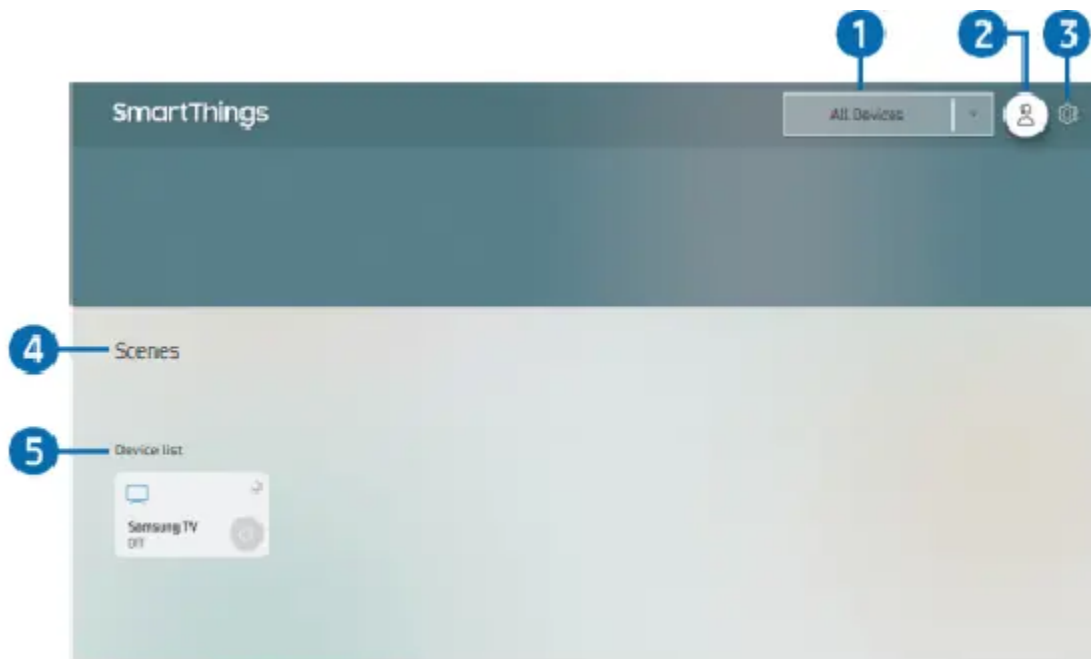 1 2 3
SmartThings
All Devices
4 Scenes
5 Device list
Samsung TV
Off